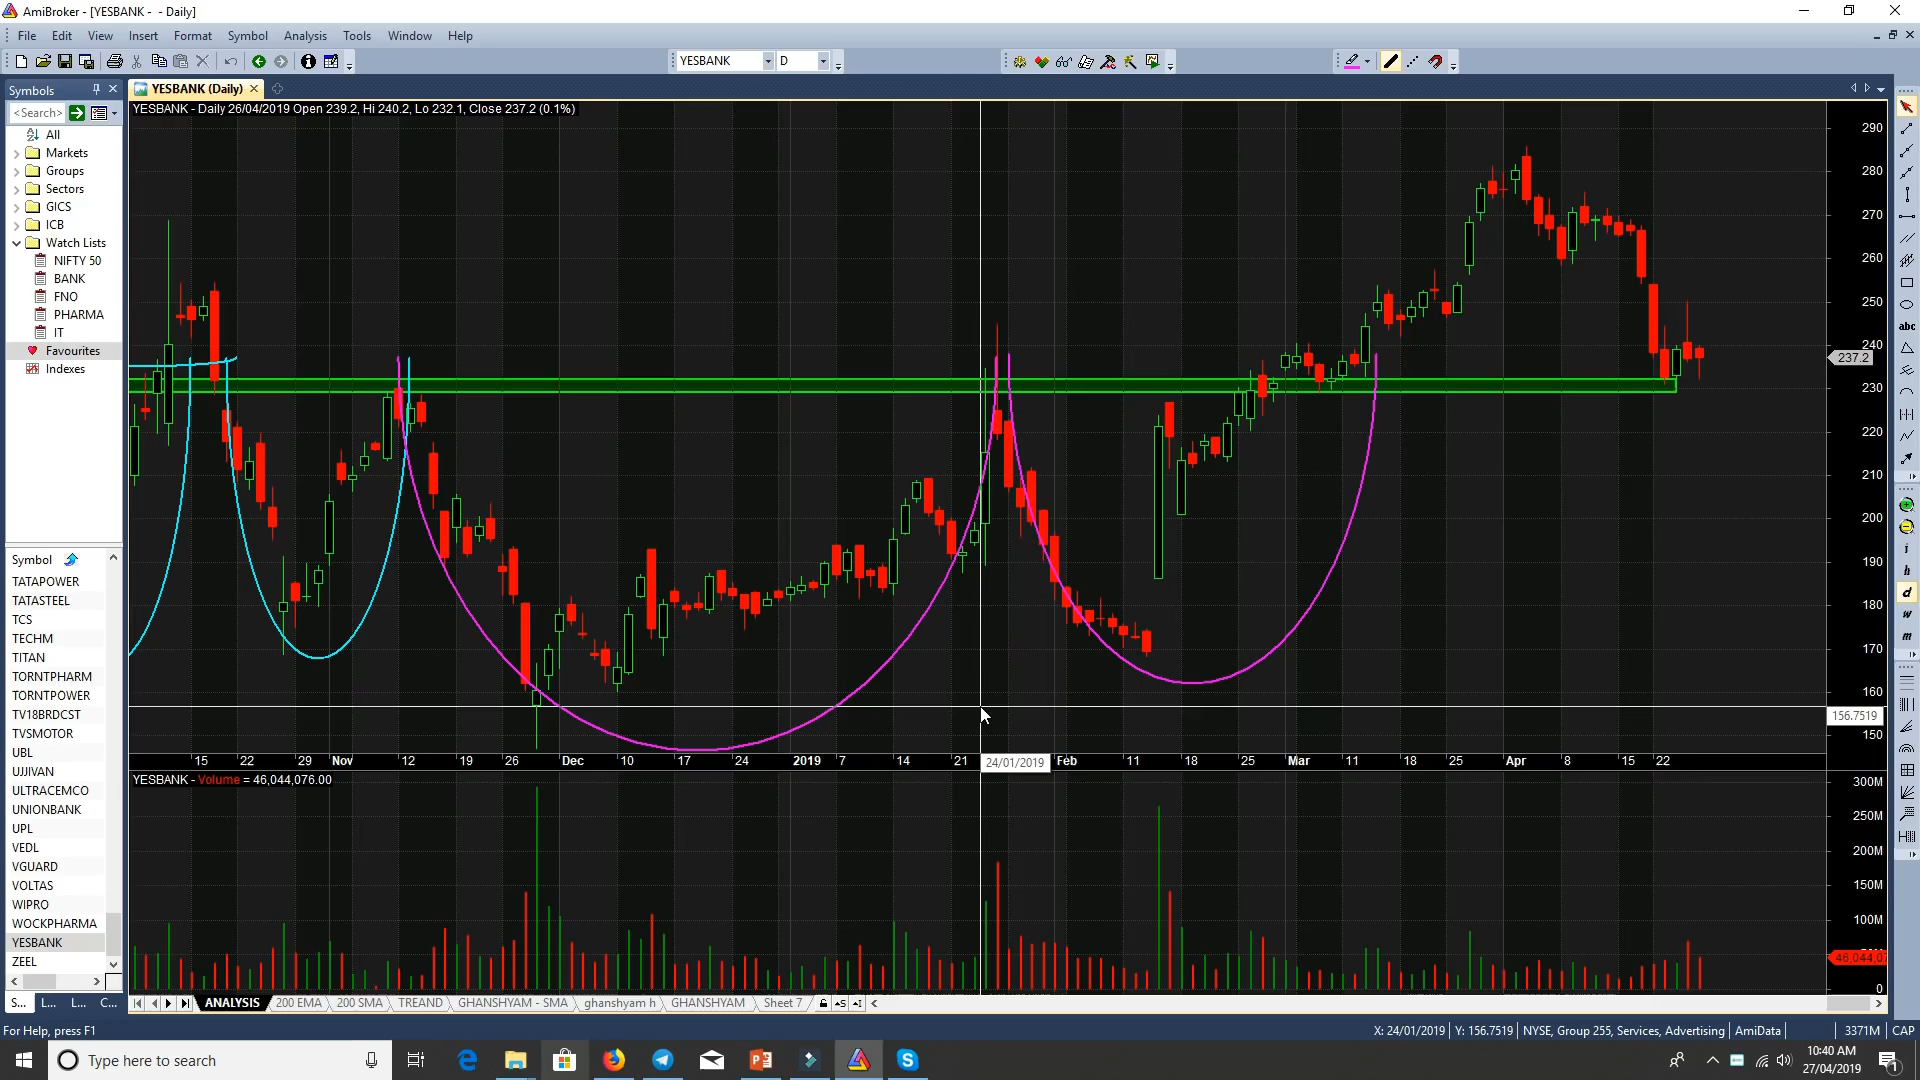 AmiBroker - [YESBANK - - Daily]
File Edit View Insert Format Symbol Analysis Tools Window Help
YESBANK D
Symbols
YESBANK (Daily)
<Search>
YESBANK - Daily 26/04/2019 Open 239.2, Hi 240.2, Lo 232.1, Close 237.2 (0.1%)
All
Markets
Groups
Sectors
GICS
ICB
Watch Lists
NIFTY 50
BANK
FNO
PHARMA
IT
Favourites
Indexes
290
280
270
260
250
240
237.2
230
220
210
200
190
180
170
160
156.7519
150
abc
i
h
d
w
m
Symbol
TATAPOWER
TATASTEEL
TCS
TECHM
TITAN
TORNTPHARM
TORNTPOWER
TV18BRDCST
TVSMOTOR
UBL
UJJIVAN
ULTRACEMCO
UNIONBANK
UPL
VEDL
VGUARD
VOLTAS
WIPRO
WOCKPHARMA
YESBANK
ZEEL
15 22 29 Nov 12 19 26 Dec 10 17 24 2019 7 14 21 24/01/2019 Feb 11 18 25 Mar 11 18 25 Apr 8 15 22
YESBANK - Volume = 46,044,076.00
300M
250M
200M
150M
100M
46,044,07
0
S... L... L... C...
ANALYSIS 200 EMA 200 SMA TREAND GHANSHYAM - SMA ghanshyam h GHANSHYAM Sheet 7
For Help, press F1
X: 24/01/2019 Y: 156.7519 NYSE, Group 255, Services, Advertising AmiData 3371M CAP
Type here to search
10:40 AM
27/04/2019
1